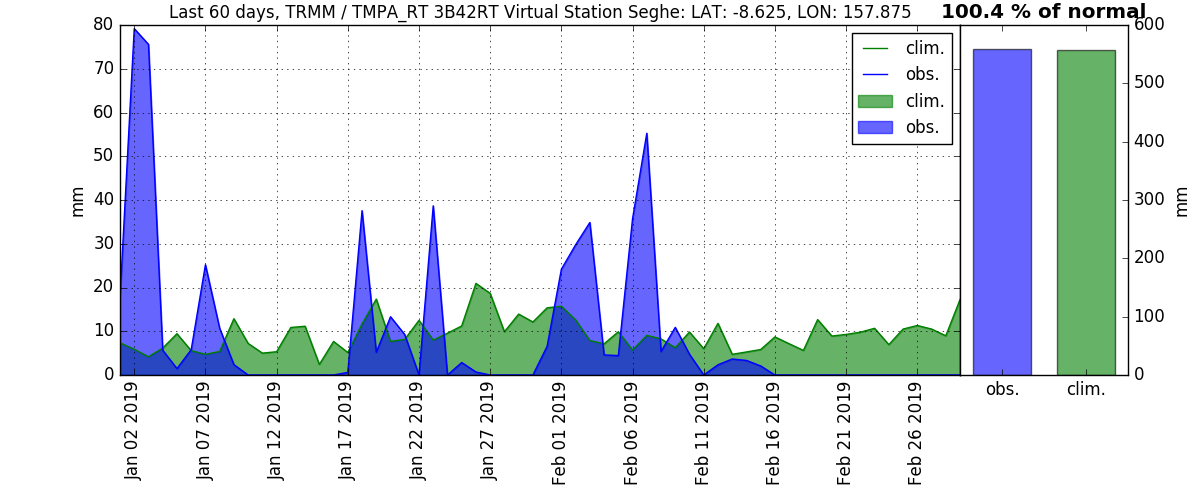 Last 60 days, TRMM / TMPA_RT 3B42RT Virtual Station Seghe: LAT: -8.625, LON: 157.875
100.4 % of normal
80
70
60
50
40
30
20
10
0
mm
clim.
obs.
clim.
obs.
Jan 02 2019
Jan 07 2019
Jan 12 2019
Jan 17 2019
Jan 22 2019
Jan 27 2019
Feb 01 2019
Feb 06 2019
Feb 11 2019
Feb 16 2019
Feb 21 2019
Feb 26 2019
600
500
400
300
200
100
0
mm
obs.
clim.